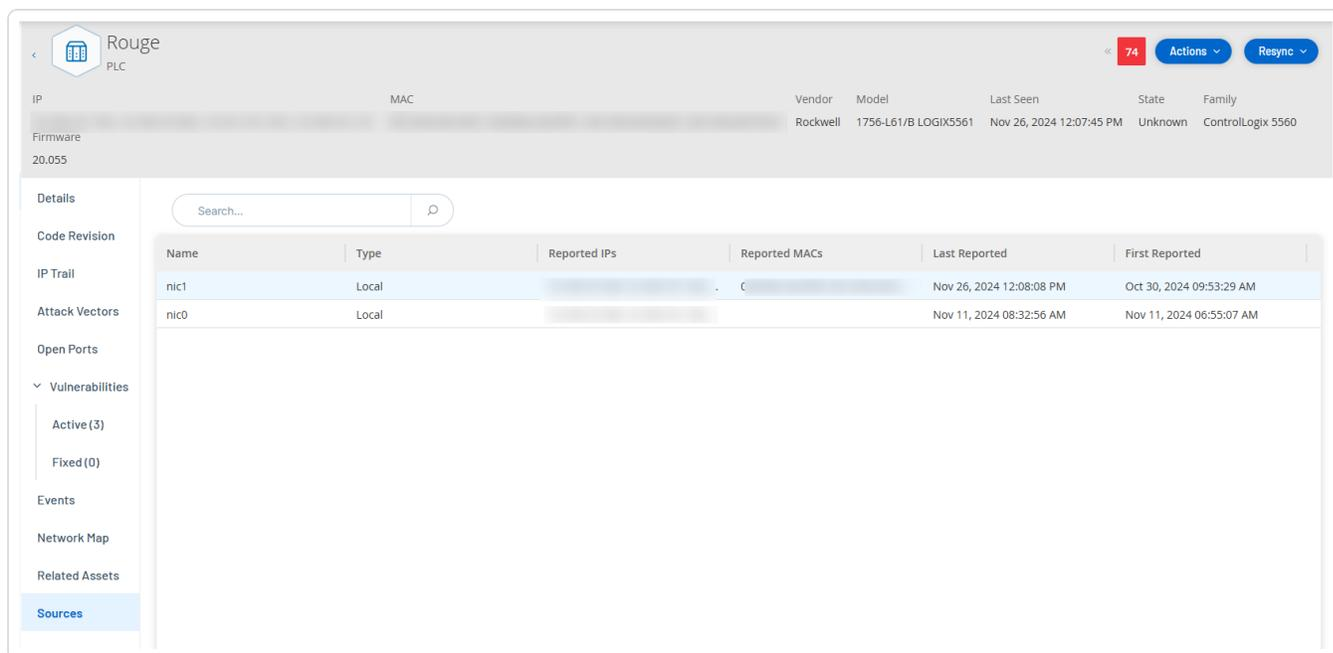 Rouge
PLC
74 Actions Resync
IP MAC Vendor Model Last Seen State Family
Rockwell 1756-L61/B LOGIX5561 Nov 26, 2024 12:07:45 PM Unknown ControlLogix 5560
Firmware
20.055
Details
Code Revision
IP Trail
Attack Vectors
Open Ports
Vulnerabilities
Active (3)
Fixed (0)
Events
Network Map
Related Assets
Sources
Search...
Name Type Reported IPs Reported MACs Last Reported First Reported
nic1 Local Nov 26, 2024 12:08:08 PM Oct 30, 2024 09:53:29 AM
nic0 Local Nov 11, 2024 08:32:56 AM Nov 11, 2024 06:55:07 AM